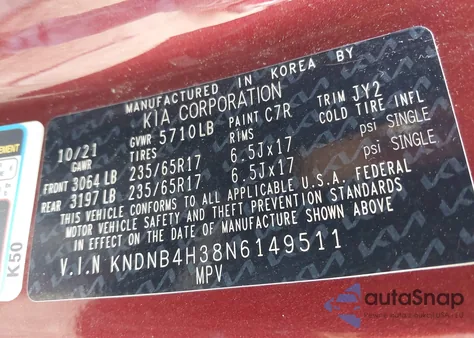 MANUFACTURED IN KOREA BY
KIA CORPORATION
10/21 GVWR 5710LB PAINT C7R TRIM IY2
GAWR TIRES RIMS COLD TIRE INFL
FRONT 3064 LB 235/65R17 6.5Jx17 psi SINGLE
REAR 3197 LB 235/65R17 6.5Jx17 psi SINGLE
THIS VEHICLE CONFORMS TO ALL APPLICABLE U.S.A. FEDERAL
MOTOR VEHICLE SAFETY AND THEFT PREVENTION STANDARDS
IN EFFECT ON THE DATE OF MANUFACTURE SHOWN ABOVE
V.I.N KNDNB4H38N6149511
MPV
K50
autoSnap